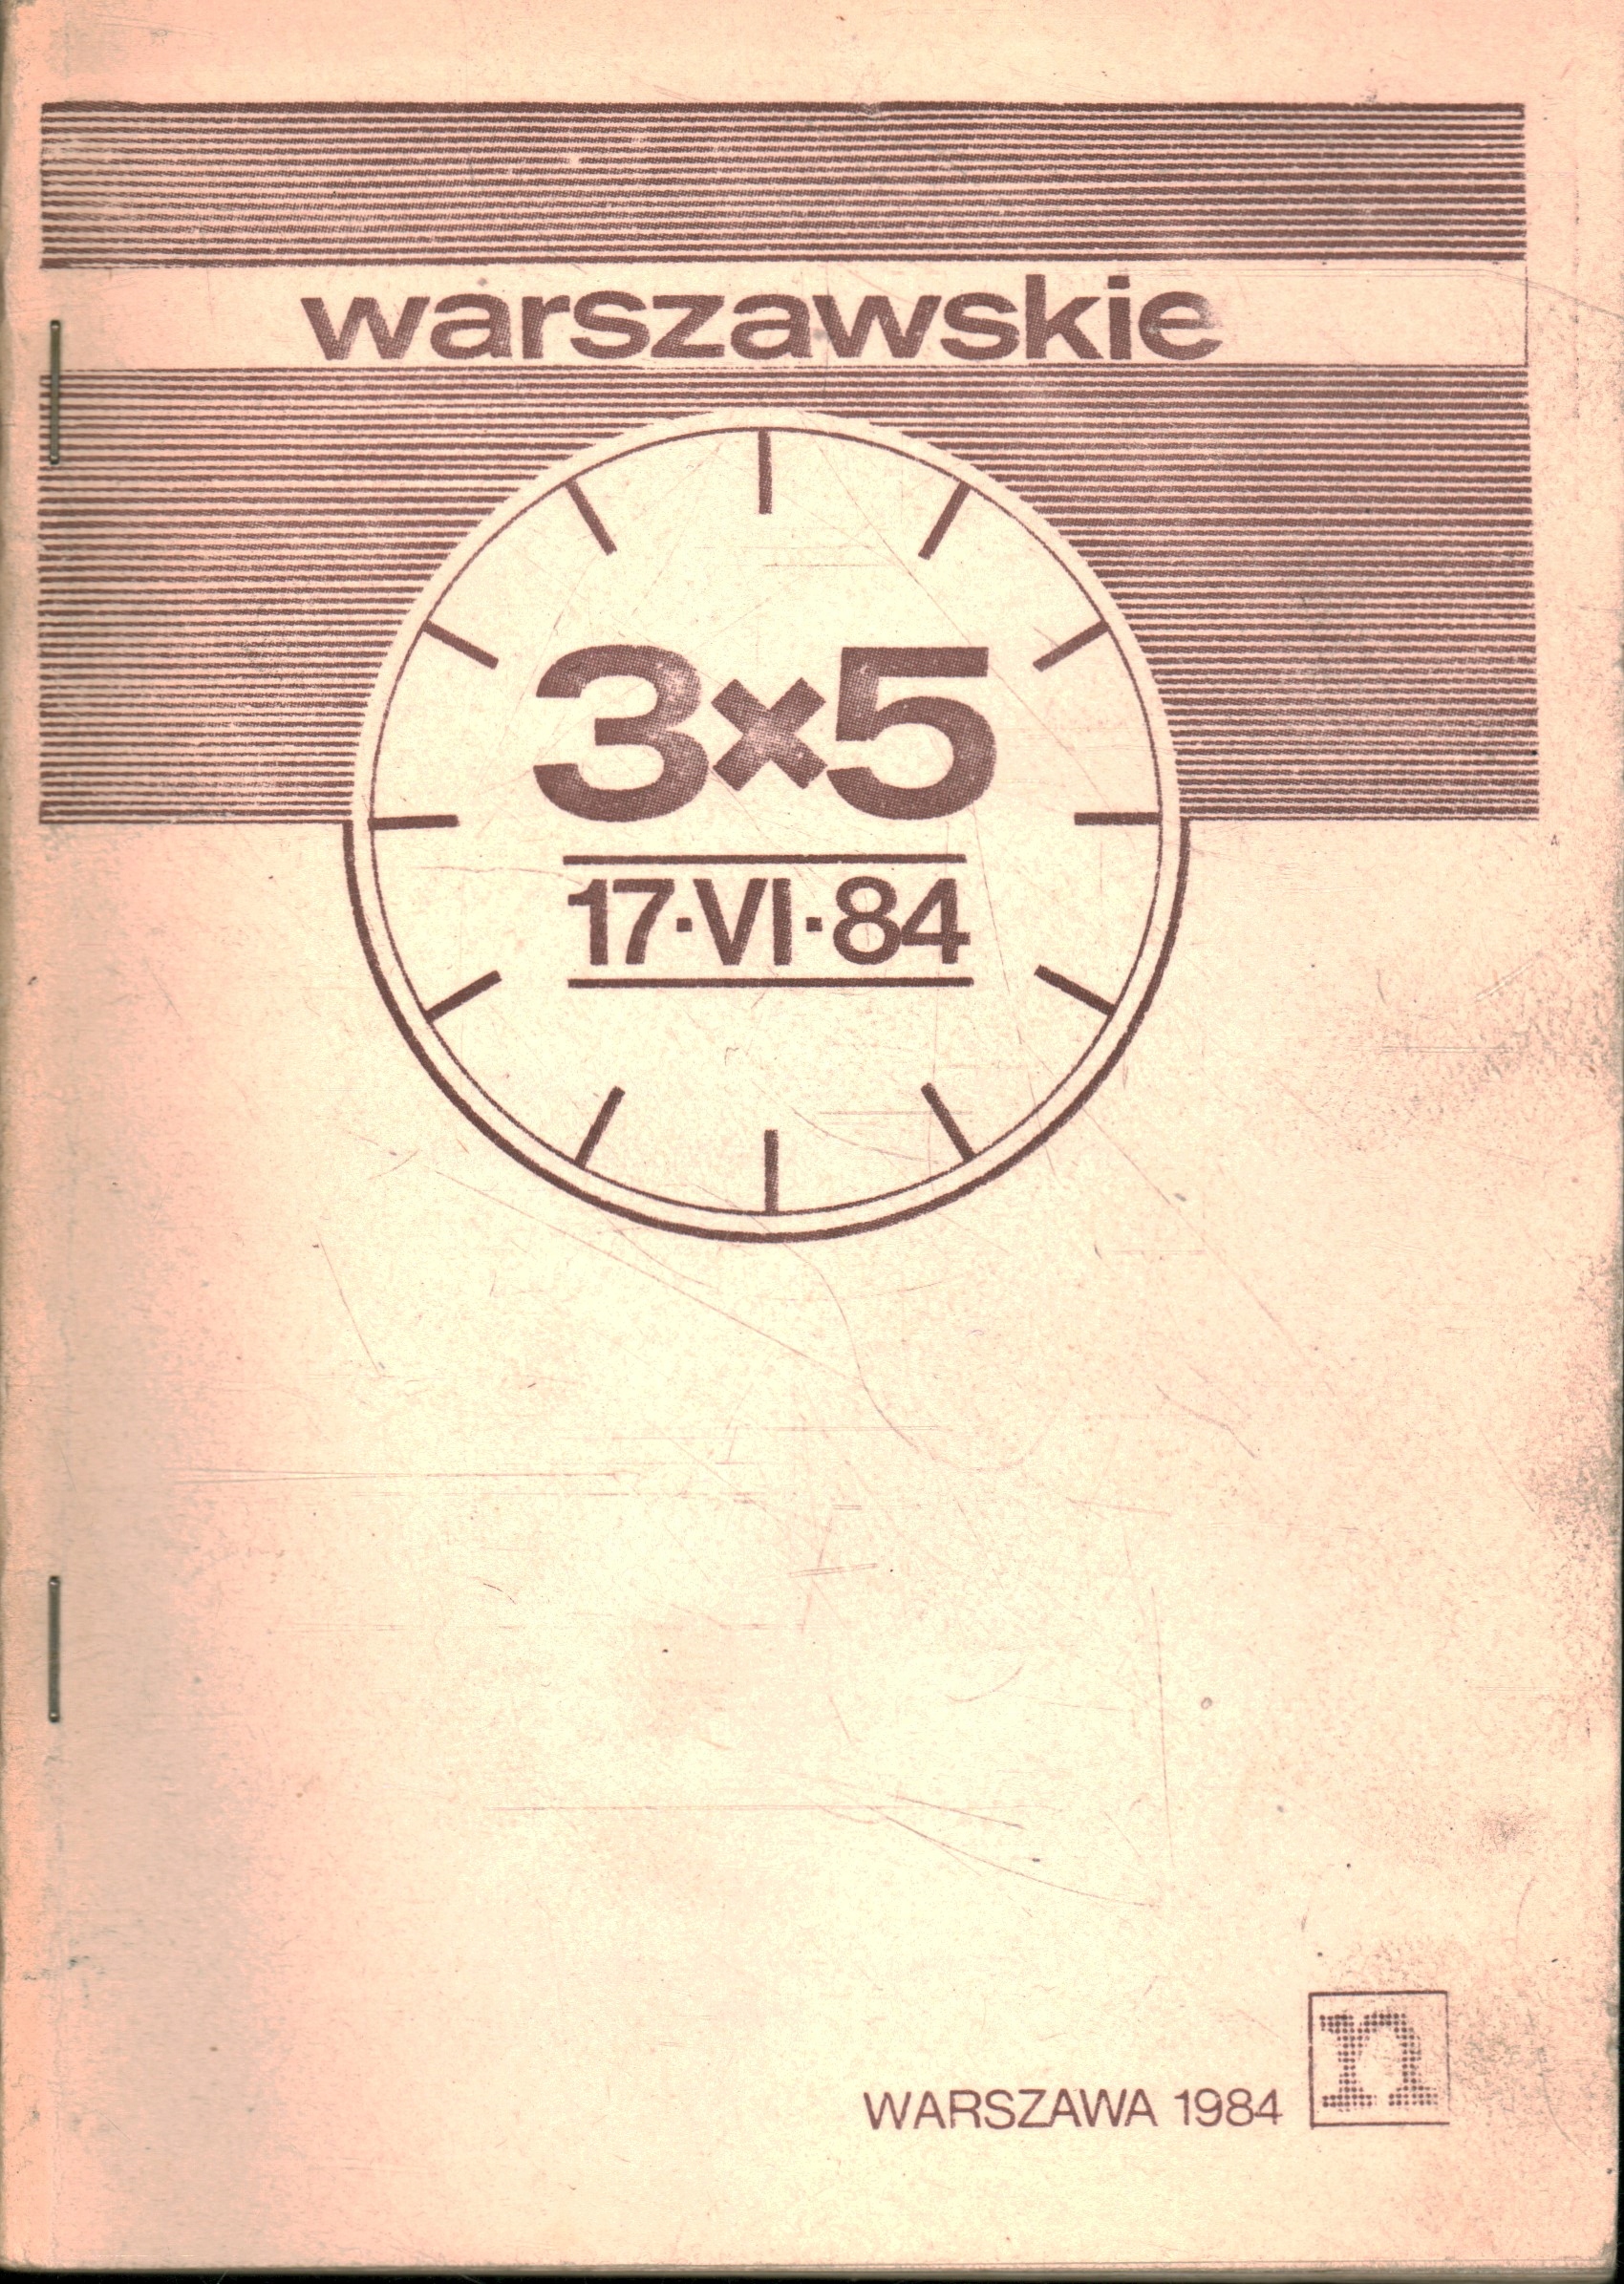 warszawskie
3×5
17·VI·84
WARSZAWA 1984
n